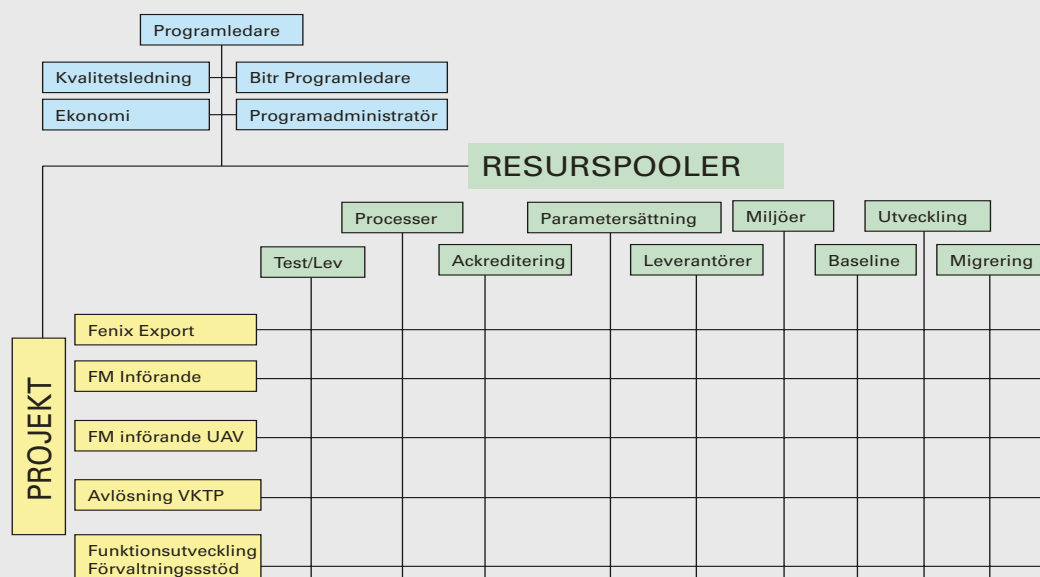 Programledare
Kvalitetsledning
Bitr Programledare
Ekonomi
Programadministratör
RESURSPOOLER
Processer
Parametersättning
Miljöer
Utveckling
Test/Lev
Ackreditering
Leverantörer
Baseline
Migrering
PROJEKT
Fenix Export
FM Införande
FM införande UAV
Avlösning VKTP
Funktionsutveckling
Förvaltningssstöd